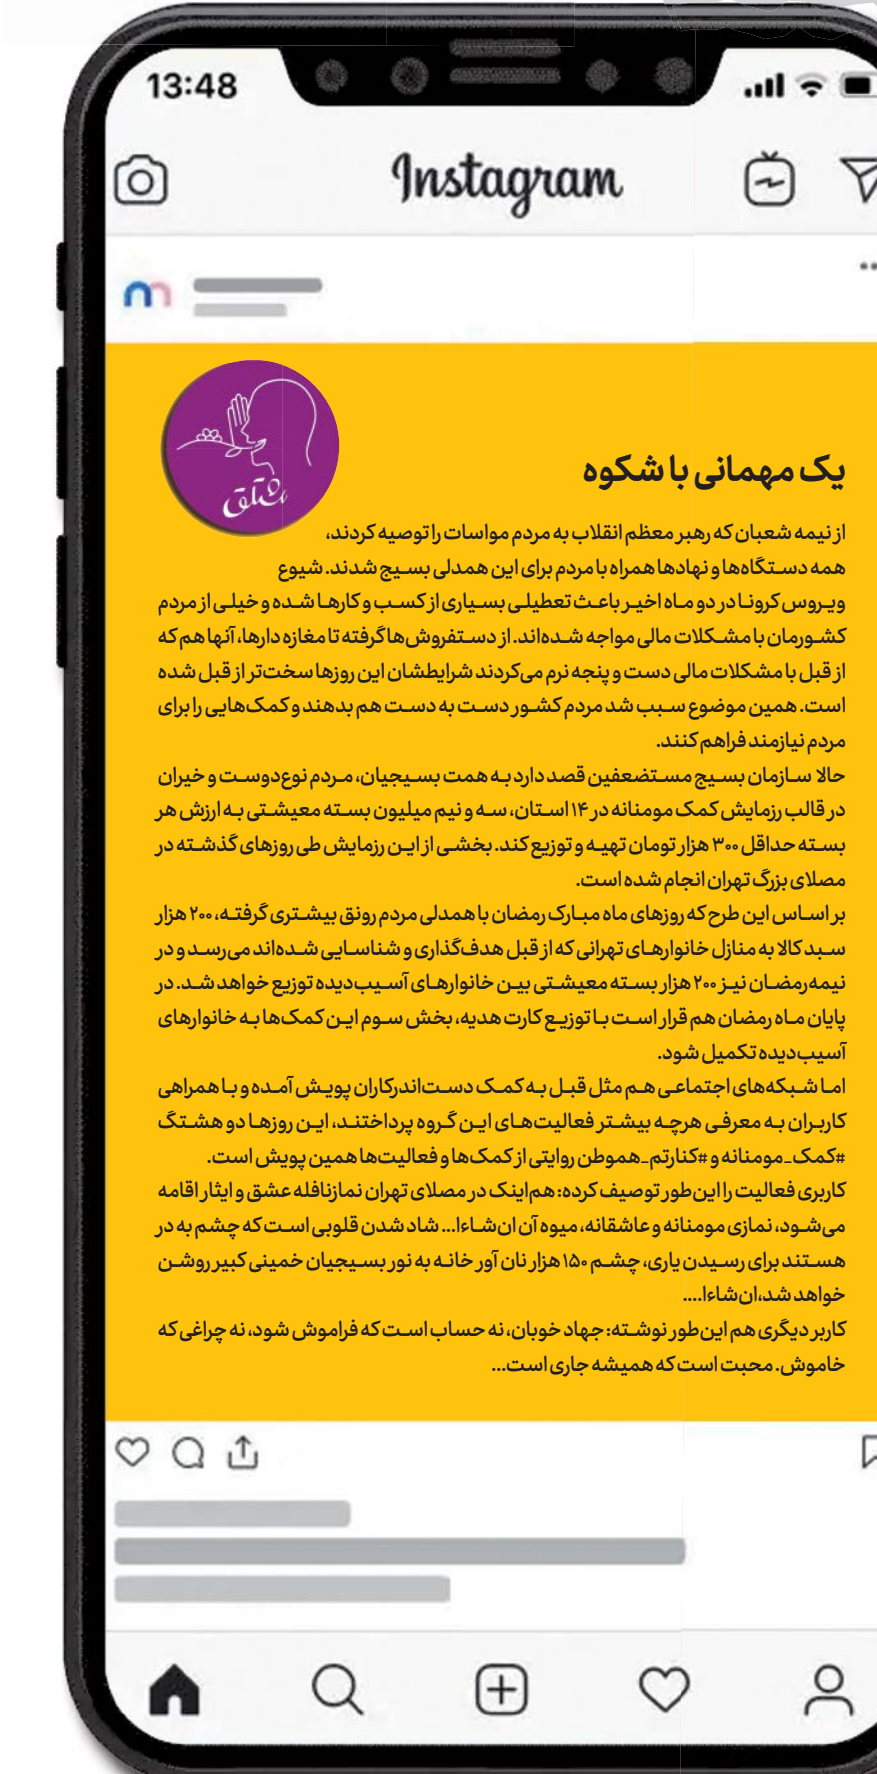 13:48
Instagram
یک مهمانی با شکوه
از نیمه شعبان که رهبر معظم انقلاب به مردم مواسات را توصیه کردند،
همه دستگاه‌ها و نهادها همراه با مردم برای این همدلی بسیج شدند. شیوع
ویروس کرونا در دو ماه اخیر باعث تعطیلی بسیاری از کسب و کارها شده و خیلی از مردم
کشورمان با مشکلات مالی مواجه شده‌اند. از دستفروش‌ها گرفته تا مغازه دارها، آنها هم که
از قبل با مشکلات مالی دست و پنجه نرم می‌کردند شرایطشان این روزها سخت‌تر از قبل شده
است. همین موضوع سبب شد مردم کشور دست به دست هم بدهند و کمک‌هایی را برای
مردم نیازمند فراهم کنند.
حالا سازمان بسیج مستضعفین قصد دارد به همت بسیجیان، مردم نوع‌دوست و خیران
در قالب رزمایش کمک مومنانه در ۱۴ استان، سه و نیم میلیون بسته معیشتی به ارزش هر
بسته حداقل ۳۰۰ هزار تومان تهیه و توزیع کند. بخشی از این رزمایش طی روزهای گذشته در
مصلای بزرگ تهران انجام شده است.
بر اساس این طرح که روزهای ماه مبارک رمضان با همدلی مردم رونق بیشتری گرفته، ۲۰۰ هزار
سبد کالا به منازل خانوارهای تهرانی که از قبل هدف‌گذاری و شناسایی شده‌اند می‌رسد و در
نیمه‌رمضان نیز ۲۰۰ هزار بسته معیشتی بین خانوارهای آسیب‌دیده توزیع خواهد شد. در
پایان ماه رمضان هم قرار است با توزیع کارت هدیه، بخش سوم این کمک‌ها به خانوارهای
آسیب‌دیده تکمیل شود.
اما شبکه‌های اجتماعی هم مثل قبل به کمک دست‌اندرکاران پویش آمده و با همراهی
کاربران به معرفی هرچه بیشتر فعالیت‌های این گروه پرداختند، این روزها دو هشتگ
#کمک_مومنانه و #کنارتم_هموطن روایتی از کمک‌ها و فعالیت‌ها همین پویش است.
کاربری فعالیت را این‌طور توصیف کرده: هم‌اینک در مصلای تهران نماز نافله عشق و ایثار اقامه
می‌شود، نمازی مومنانه و عاشقانه، میوه آن ان‌شاءا... شاد شدن قلوبی است که چشم به در
هستند برای رسیدن یاری، چشم ۱۵۰ هزار نان آور خانه به نور بسیجیان خمینی کبیر روشن
خواهد شد، ان‌شاءا....
کاربر دیگری هم این‌طور نوشته: جهاد خوبان، نه حساب است که فراموش شود، نه چراغی که
خاموش. محبت است که همیشه جاری است...